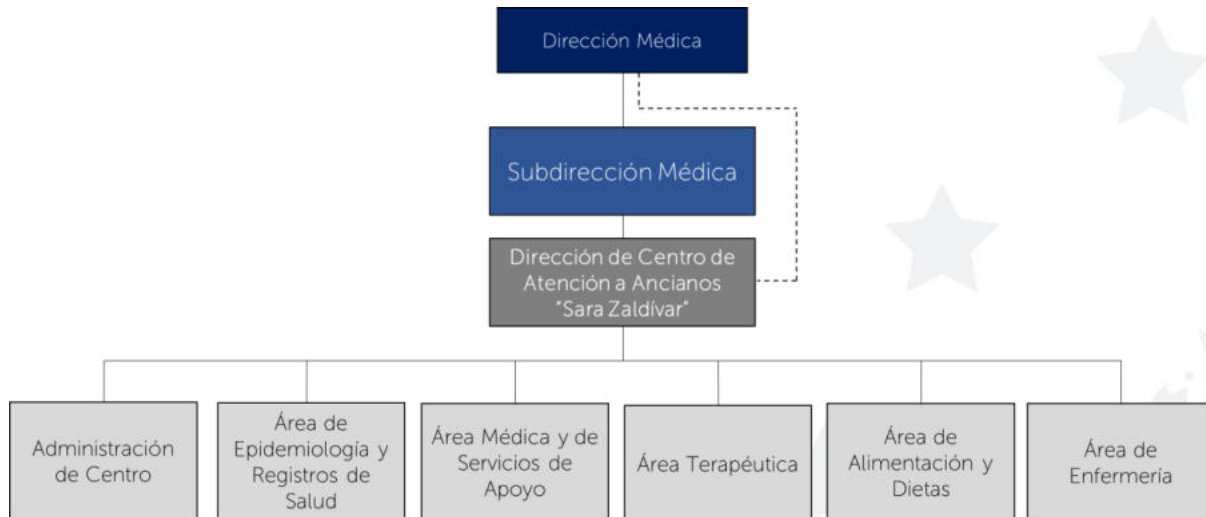 Dirección Médica
Subdirección Médica
Dirección de Centro de
Atención a Ancianos
"Sara Zaldívar"
Administración
de Centro
Área de
Epidemiología y
Registros de
Salud
Área Médica y de
Servicios de
Apoyo
Área Terapéutica
Área de
Alimentación y
Dietas
Área de
Enfermería